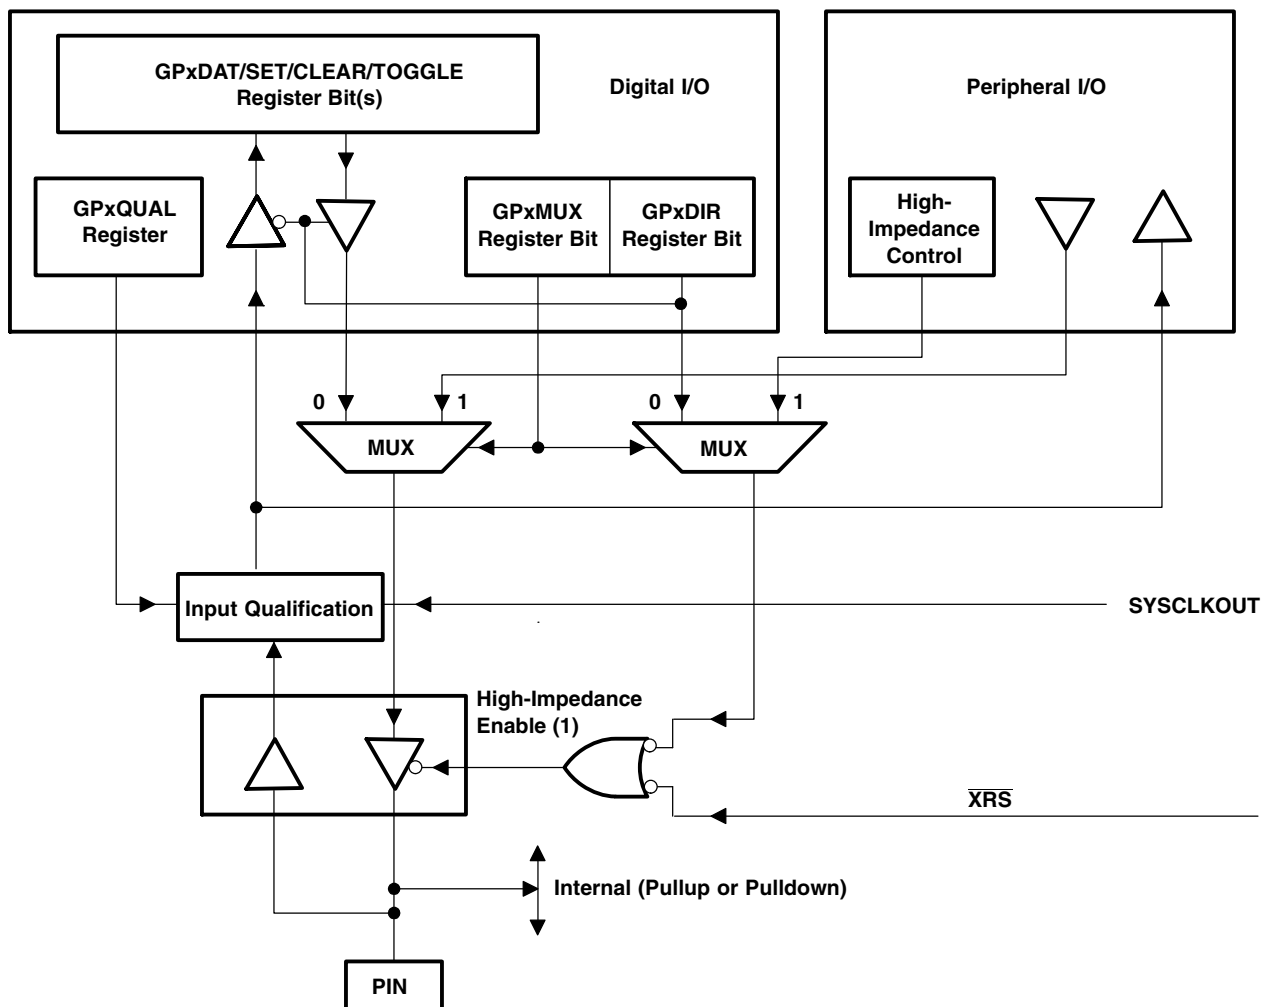 GPxDAT/SET/CLEAR/TOGGLE
Register Bit(s)
Digital I/O
Peripheral I/O
GPxQUAL
Register
GPxMUX
Register Bit
GPxDIR
Register Bit
High-
Impedance
Control
0
1
0
1
MUX
MUX
Input Qualification
SYSCLKOUT
High-Impedance
Enable (1)
XRS
Internal (Pullup or Pulldown)
PIN